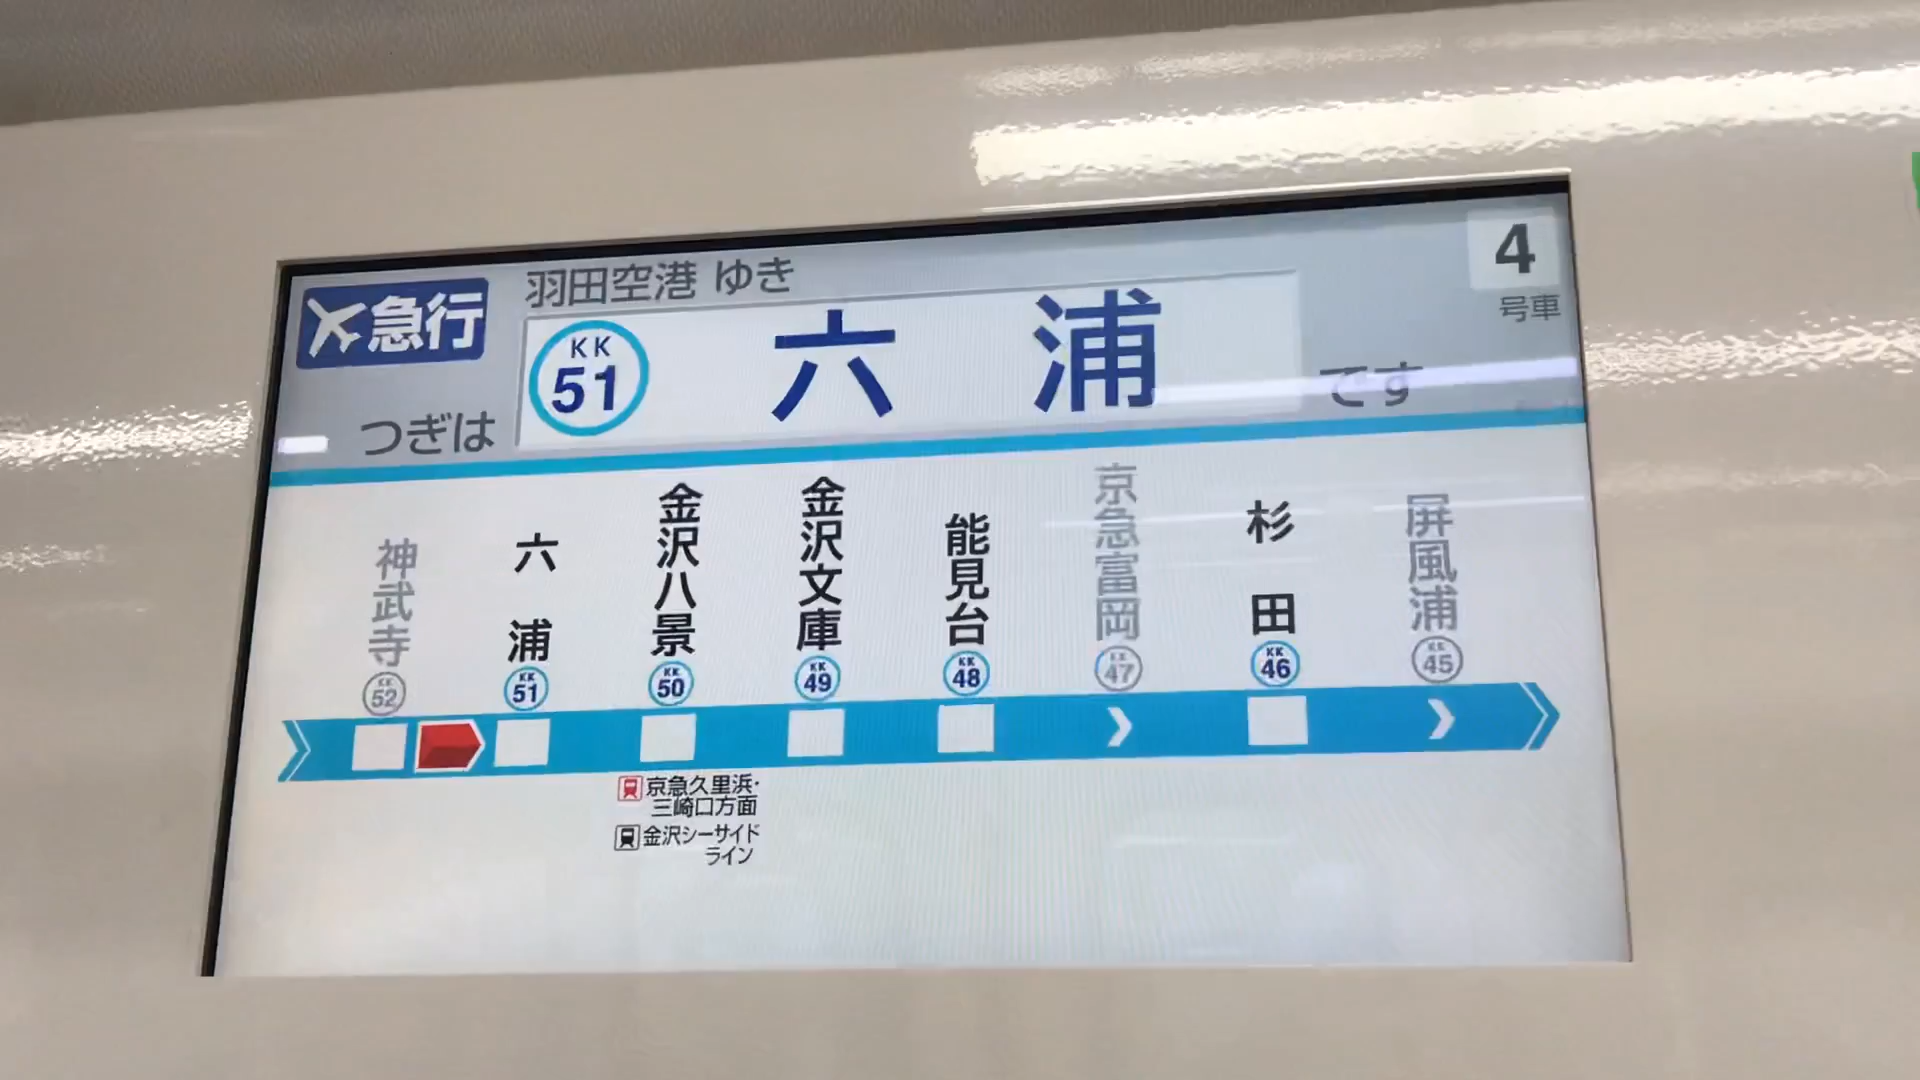 急行
羽田空港 ゆき
4
号車
つぎは
KK
51
六浦
です
神武寺
六浦
金沢八景
金沢文庫
能見台
京急富岡
杉田
屏風浦
KK
52
KK
51
KK
50
KK
49
KK
48
KK
47
KK
46
KK
45
京急久里浜・
三崎口方面
金沢シーサイド
ライン